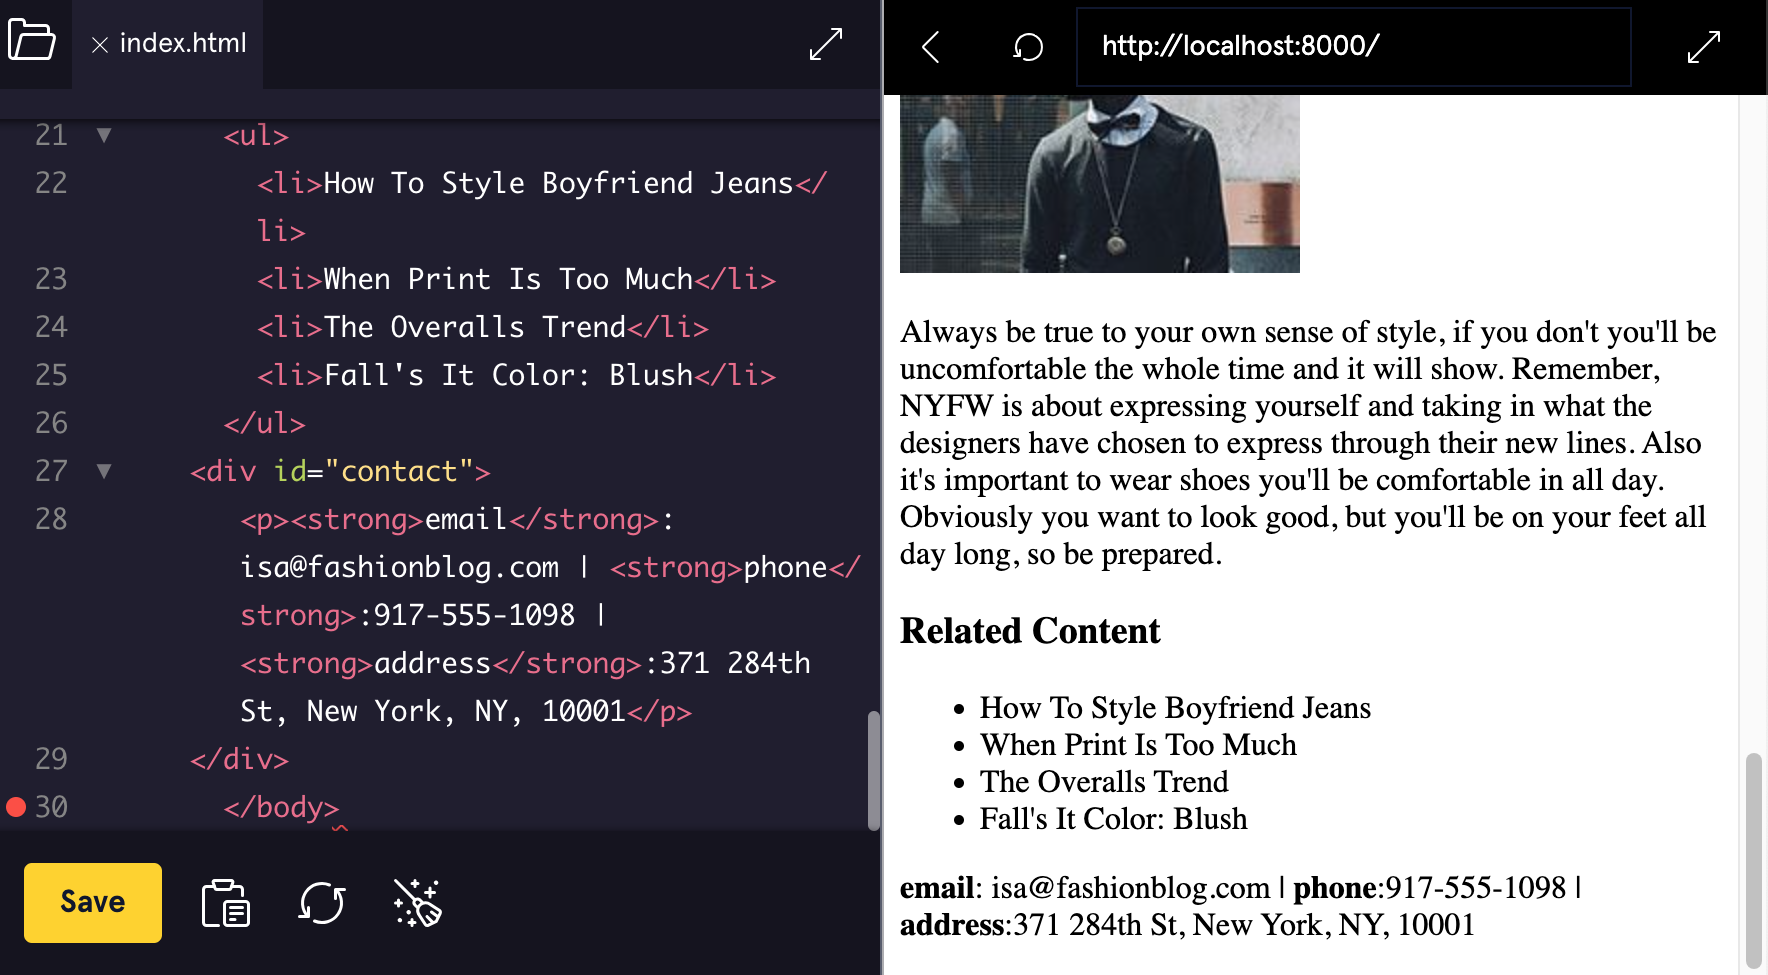 index.html
21 <ul>
22 <li>How To Style Boyfriend Jeans</
li>
23 <li>When Print Is Too Much</li>
24 <li>The Overalls Trend</li>
25 <li>Fall's It Color: Blush</li>
26 </ul>
27 <div id="contact">
28 <p><strong>email</strong>:
isa@fashionblog.com | <strong>phone</
strong>:917-555-1098 |
<strong>address</strong>:371 284th
St, New York, NY, 10001</p>
29 </div>
30 </body>
Save
http://localhost:8000/
Always be true to your own sense of style, if you don't you'll be
uncomfortable the whole time and it will show. Remember,
NYFW is about expressing yourself and taking in what the
designers have chosen to express through their new lines. Also
it's important to wear shoes you'll be comfortable in all day.
Obviously you want to look good, but you'll be on your feet all
day long, so be prepared.
Related Content
• How To Style Boyfriend Jeans
• When Print Is Too Much
• The Overalls Trend
• Fall's It Color: Blush
email: isa@fashionblog.com | phone:917-555-1098 |
address:371 284th St, New York, NY, 10001